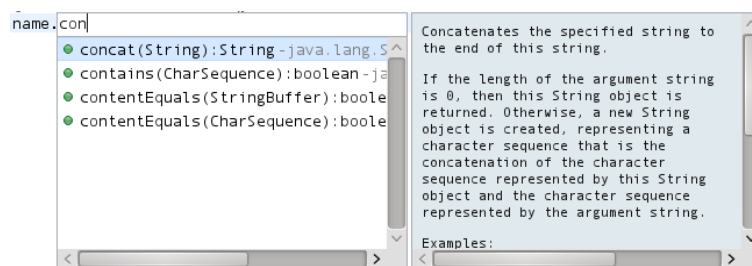 name.con
concat(String):String - java.lang.S
contains(CharSequence):boolean - ja
contentEquals(StringBuffer):boole
contentEquals(CharSequence):boole
Concatenates the specified string to
the end of this string.
If the length of the argument string
is 0, then this String object is
returned. Otherwise, a new String
object is created, representing a
character sequence that is the
concatenation of the character
sequence represented by this String
object and the character sequence
represented by the argument string.
Examples: